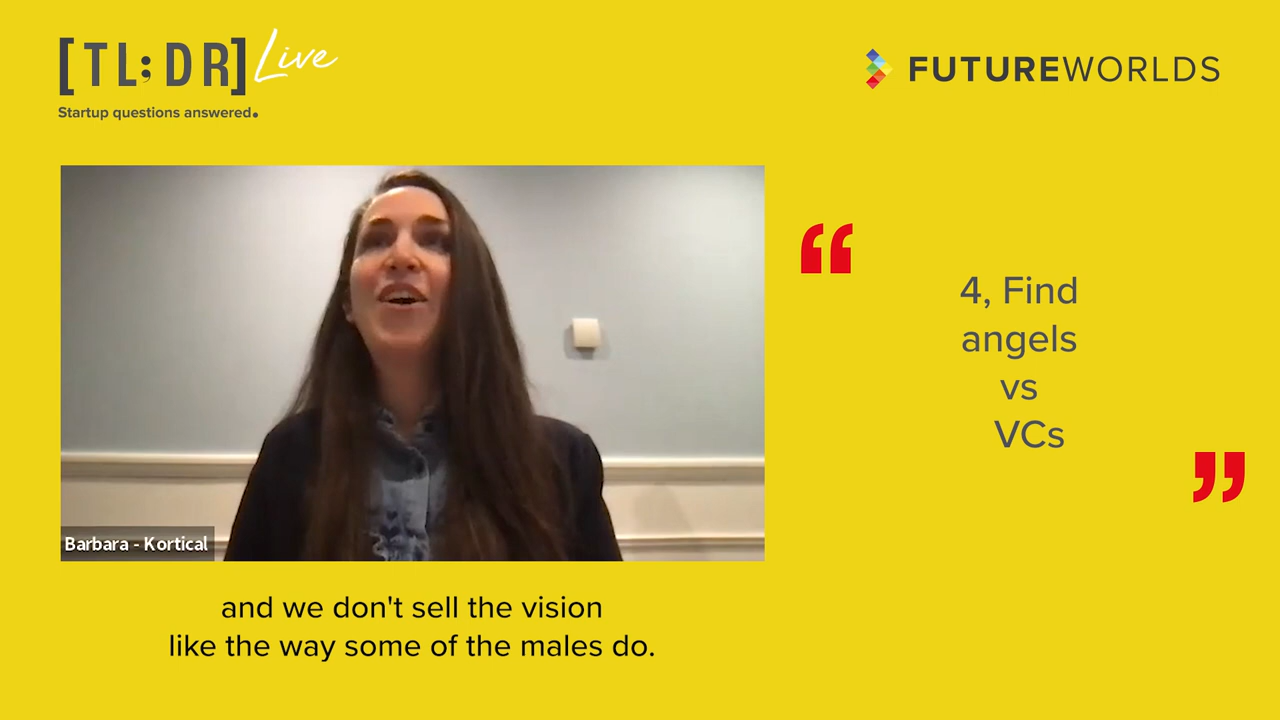 [TL;DR] Live
Startup questions answered.
FUTUREWORLDS
“
4, Find
angels
vs
VCs
”
Barbara - Kortical
and we don't sell the vision
like the way some of the males do.